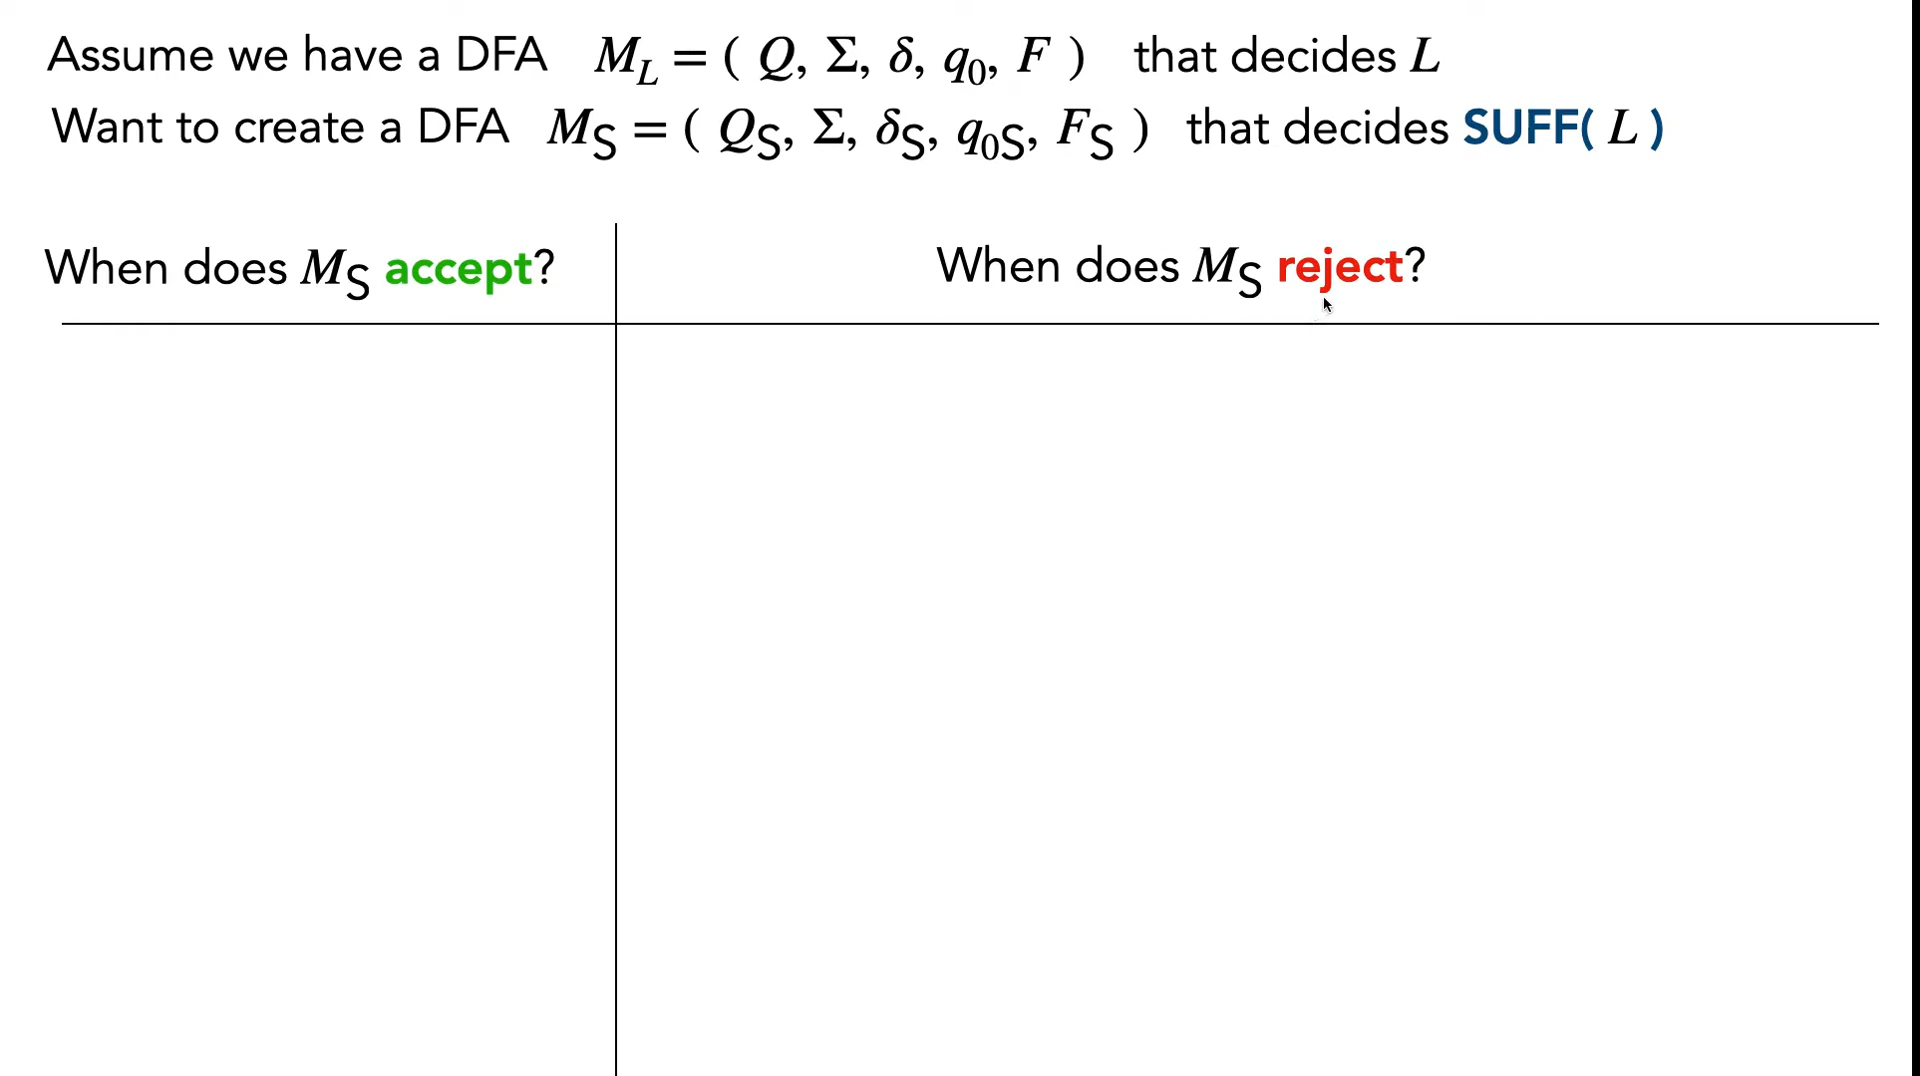 Assume we have a DFA M_L = ( Q, Σ, δ, q_0, F ) that decides L
Want to create a DFA M_S = ( Q_S, Σ, δ_S, q_0S, F_S ) that decides SUFF( L )
When does M_S accept?
When does M_S reject?